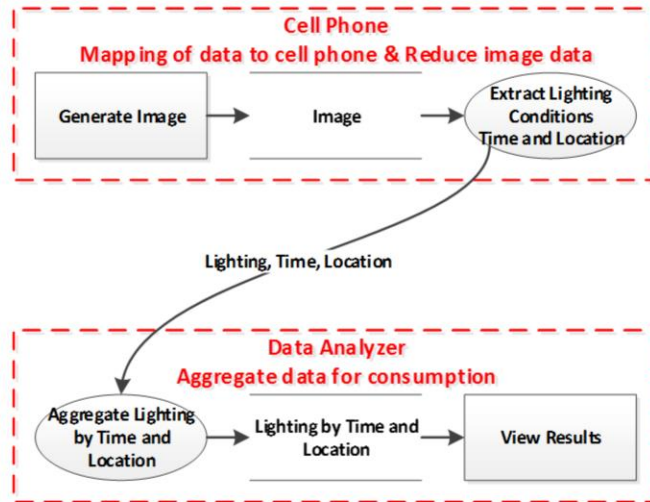 Cell Phone
Mapping of data to cell phone & Reduce image data
Generate Image
Image
Extract Lighting
Conditions
Time and Location
Lighting, Time, Location
Data Analyzer
Aggregate data for consumption
Aggregate Lighting
by Time and
Location
Lighting by Time and
Location
View Results